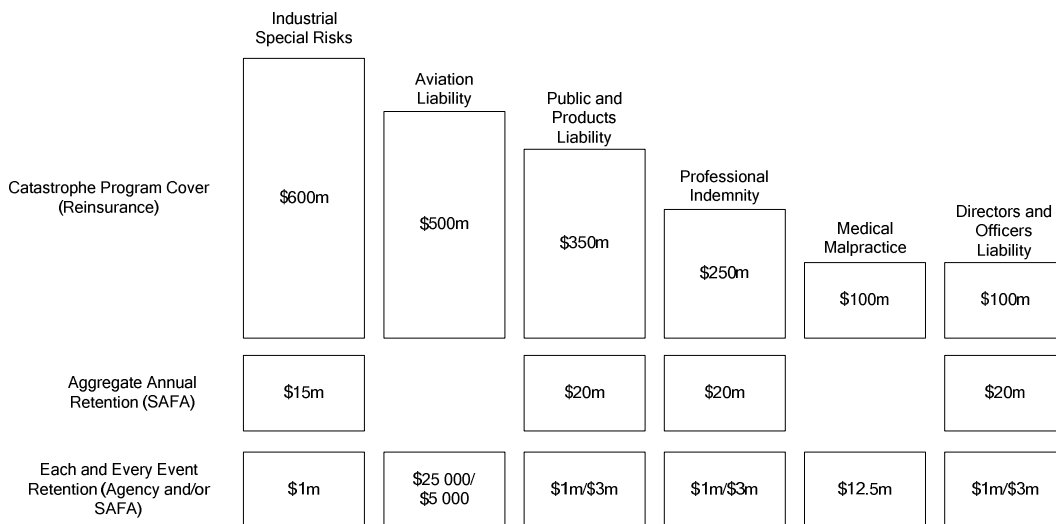 Industrial
Special Risks
Aviation
Liability
Public and
Products
Liability
Professional
Indemnity
Medical
Malpractice
Directors and
Officers
Liability
Catastrophe Program Cover
(Reinsurance)
$600m
$500m
$350m
$250m
$100m
$100m
Aggregate Annual
Retention (SAFA)
$15m
$20m
$20m
$20m
Each and Every Event
Retention (Agency and/or
SAFA)
$1m
$25 000/
$5 000
$1m/$3m
$1m/$3m
$12.5m
$1m/$3m